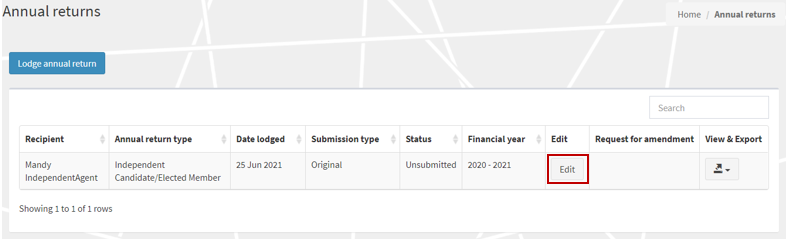 Annual returns
Home / Annual returns
Lodge annual return
Search
Recipient Annual return type Date lodged Submission type Status Financial year Edit Request for amendment View & Export
Mandy Independent 25 Jun 2021 Original Unsubmitted 2020 - 2021 Edit
IndependentAgent Candidate/Elected Member
Showing 1 to 1 of 1 rows